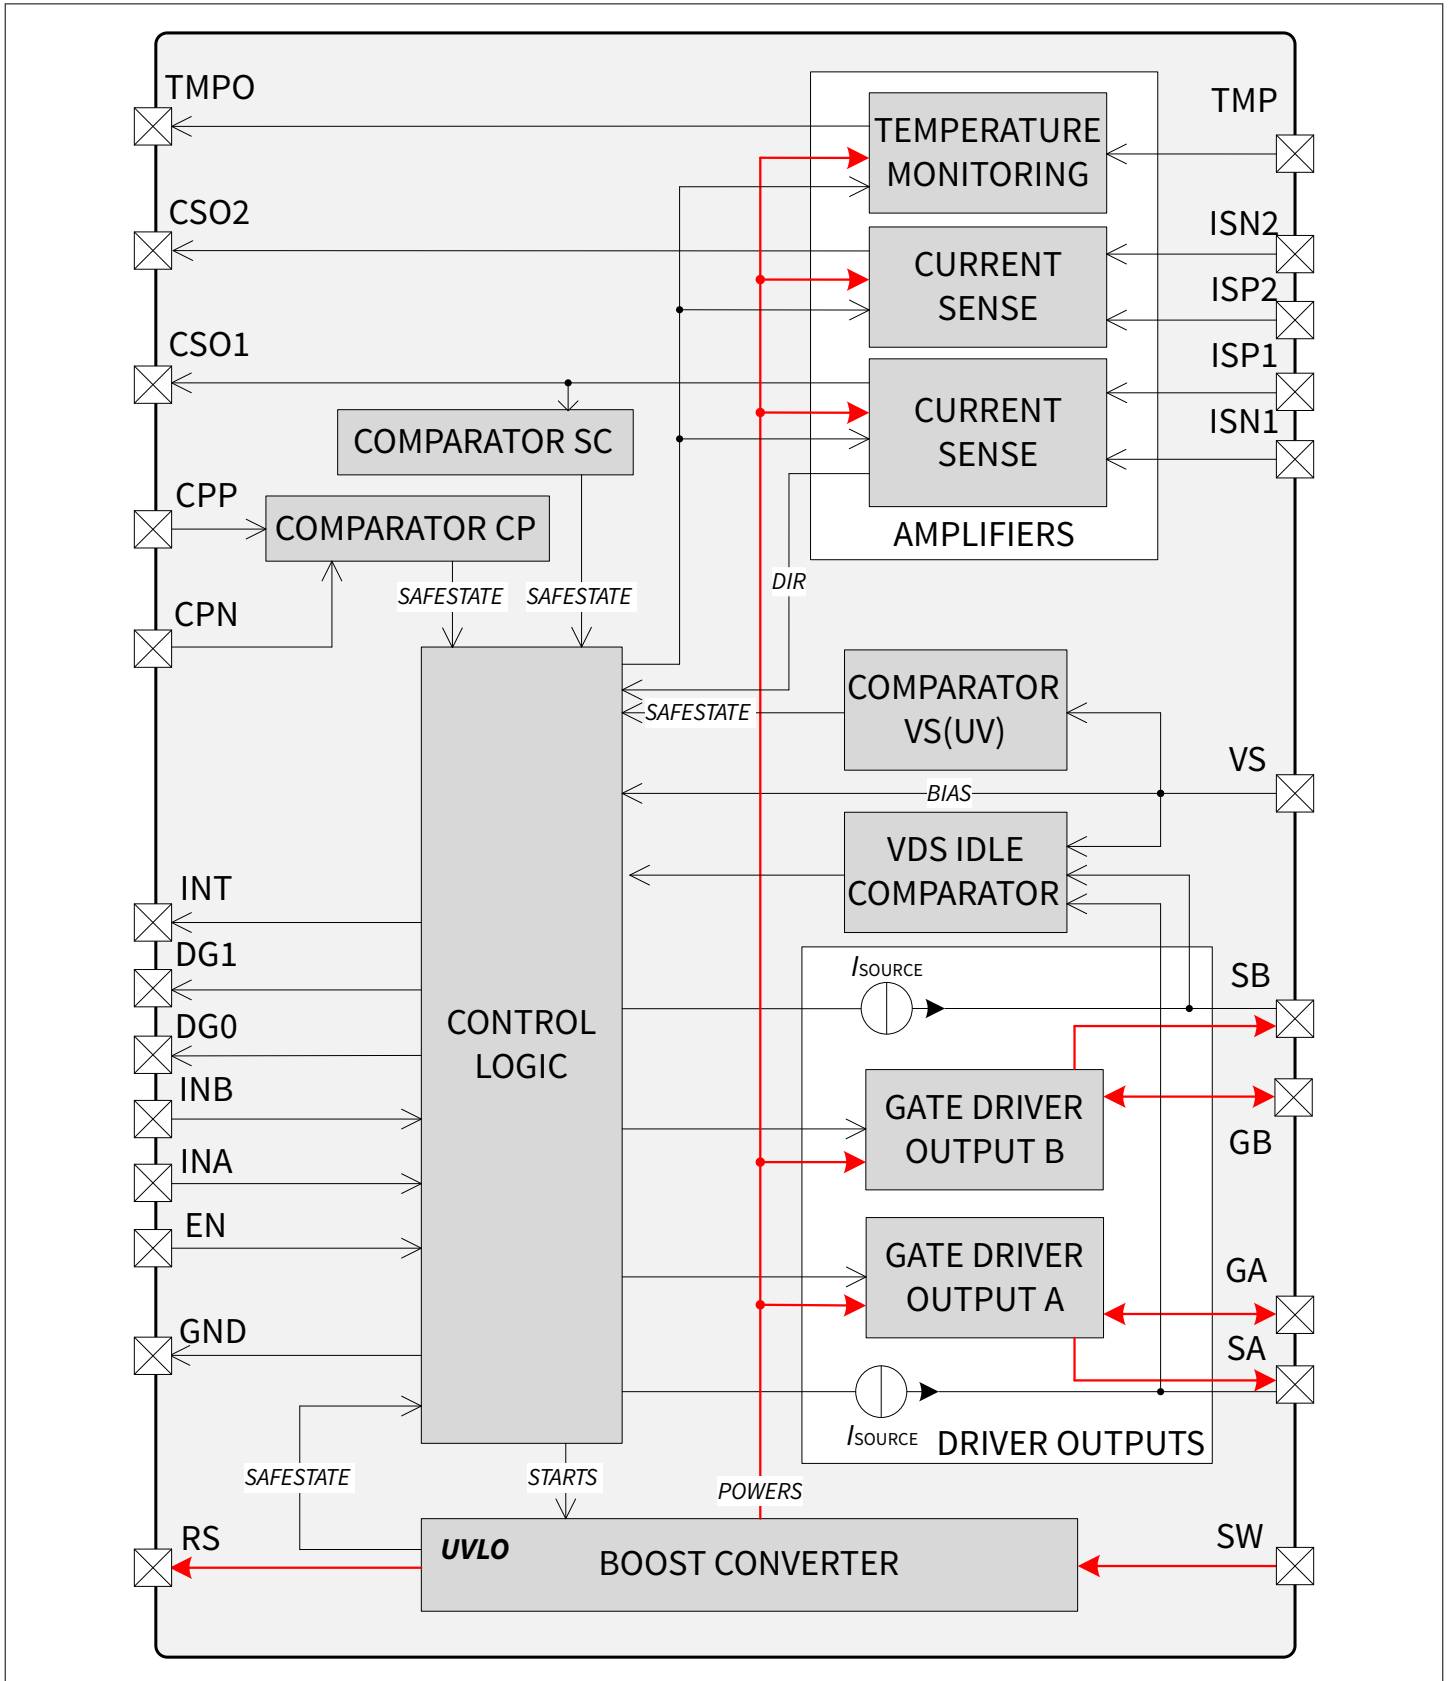 TMPO
TMP
TEMPERATURE
MONITORING
CSO2
ISN2
CURRENT
SENSE
ISP2
CSO1
ISP1
CURRENT
SENSE
ISN1
COMPARATOR SC
CPP
COMPARATOR CP
AMPLIFIERS
DIR
SAFESTATE
SAFESTATE
CPN
COMPARATOR
VS(UV)
SAFESTATE
VS
BIAS
VDS IDLE
COMPARATOR
INT
DG1
ISOURCE
SB
DG0
CONTROL
LOGIC
INB
GATE DRIVER
OUTPUT B
GB
INA
EN
GATE DRIVER
OUTPUT A
GA
GND
SA
ISOURCE
DRIVER OUTPUTS
SAFESTATE
STARTS
POWERS
RS
UVLO
BOOST CONVERTER
SW